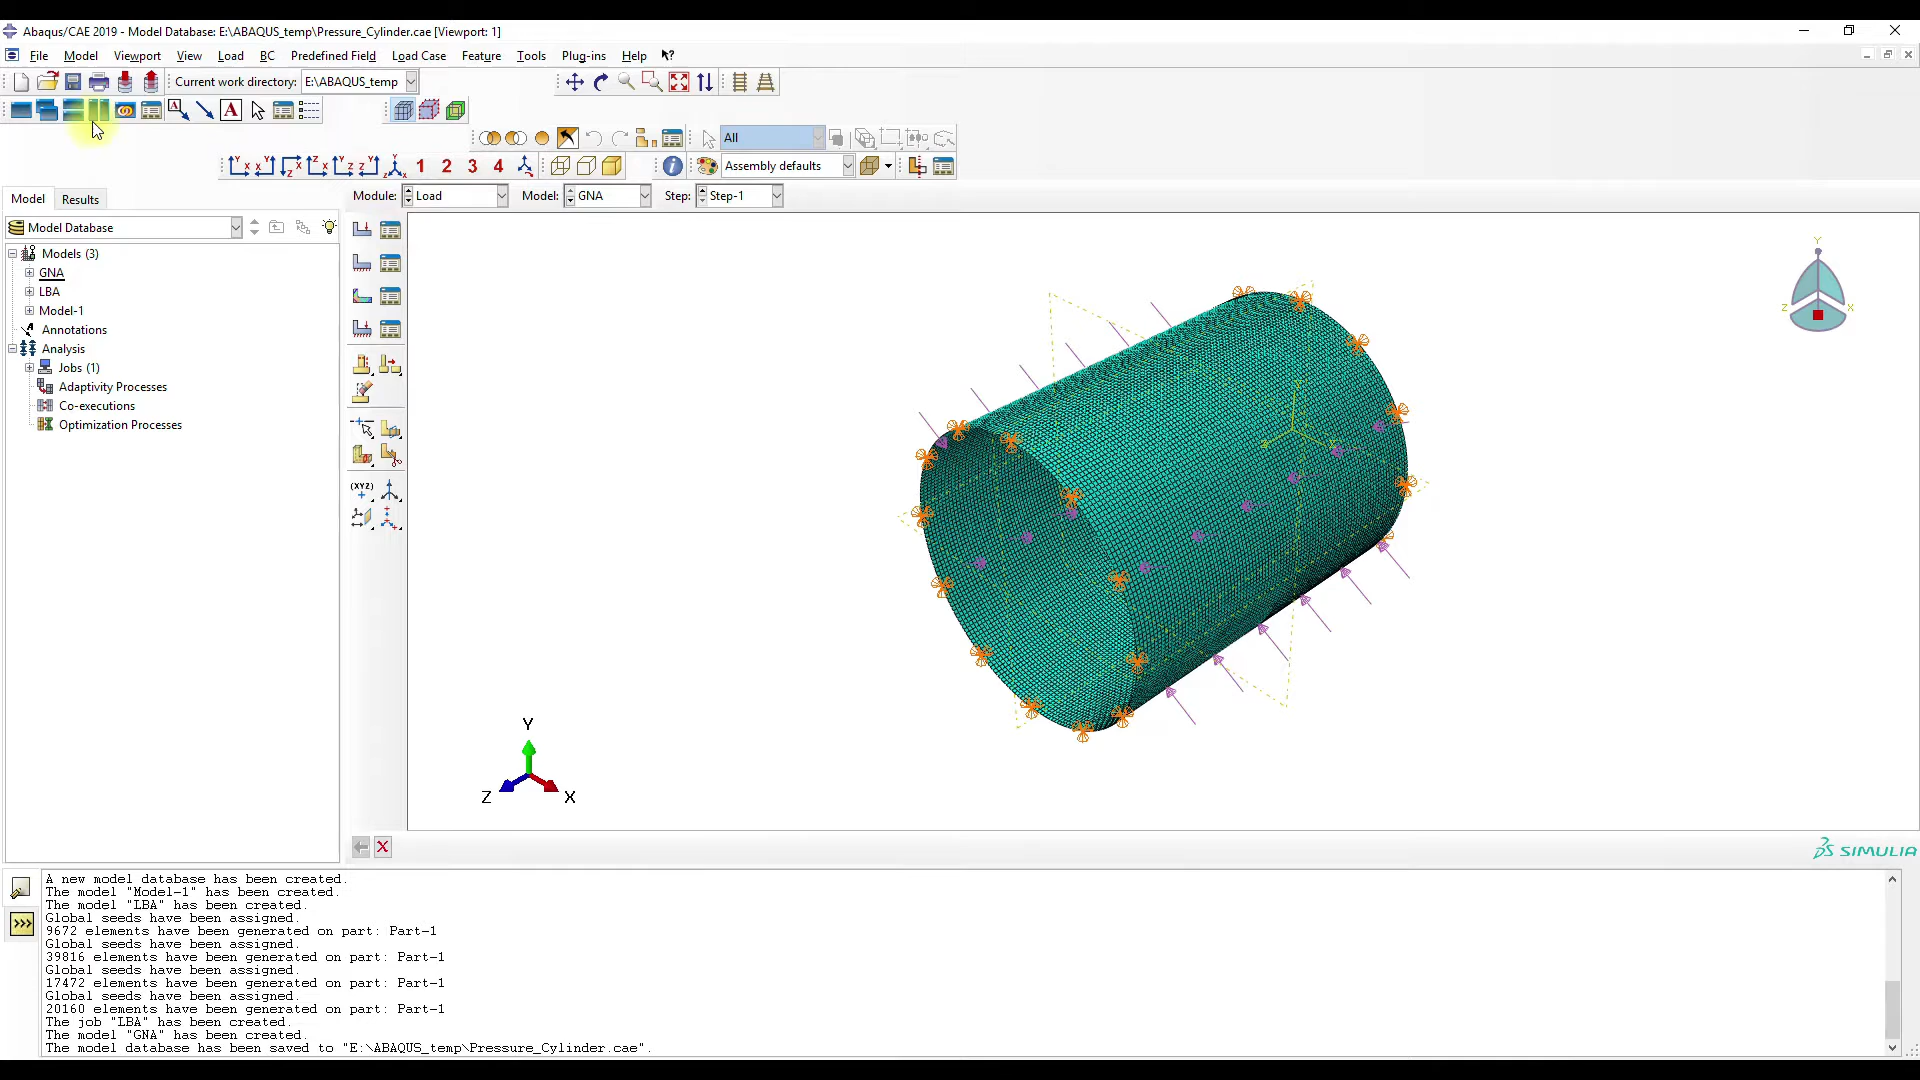 Abaqus/CAE 2019 - Model Database: E:\ABAQUS_temp\Pressure_Cylinder.cae [Viewport: 1]
File Model Viewport View Load BC Predefined Field Load Case Feature Tools Plug-ins Help
Current work directory: E:\ABAQUS_temp
All
1 2 3 4 Assembly defaults
Model Results Module: Load Model: GNA Step: Step-1
Model Database
Models (3)
GNA
LBA
Model-1
Annotations
Analysis
Jobs (1)
Adaptivity Processes
Co-executions
Optimization Processes
(XYZ)
Y
Z X
Y
Z X
SIMULIA
A new model database has been created.
The model "Model-1" has been created.
The model "LBA" has been created.
Global seeds have been assigned.
9672 elements have been generated on part: Part-1
Global seeds have been assigned.
39816 elements have been generated on part: Part-1
Global seeds have been assigned.
17472 elements have been generated on part: Part-1
Global seeds have been assigned.
20160 elements have been generated on part: Part-1
The job "LBA" has been created.
The model "GNA" has been created.
The model database has been saved to "E:\ABAQUS_temp\Pressure_Cylinder.cae".